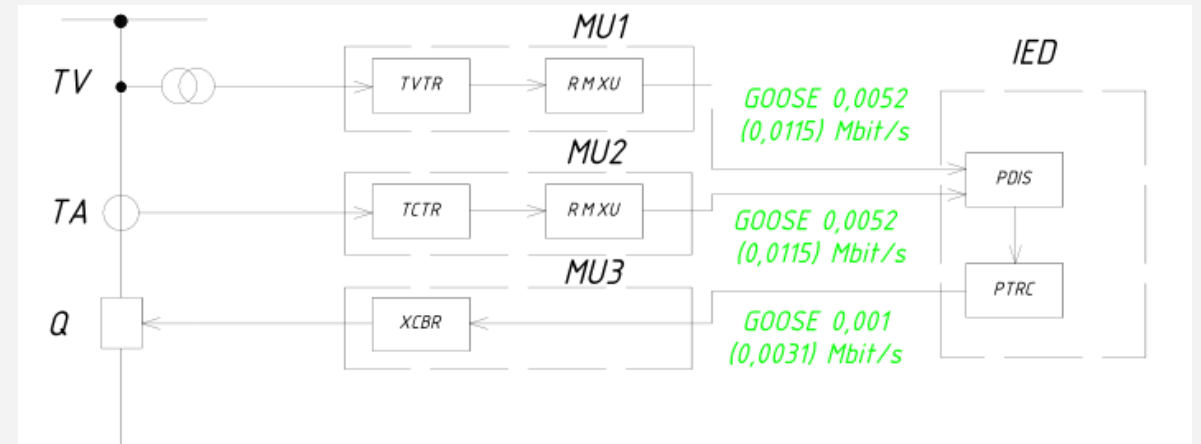 MU1
IED
TV
TVTR
RMXU
GOOSE 0,0052
(0,0115) Mbit/s
MU2
PDIS
TA
TCTR
RMXU
GOOSE 0,0052
(0,0115) Mbit/s
MU3
PTRC
Q
XCBR
GOOSE 0,001
(0,0031) Mbit/s